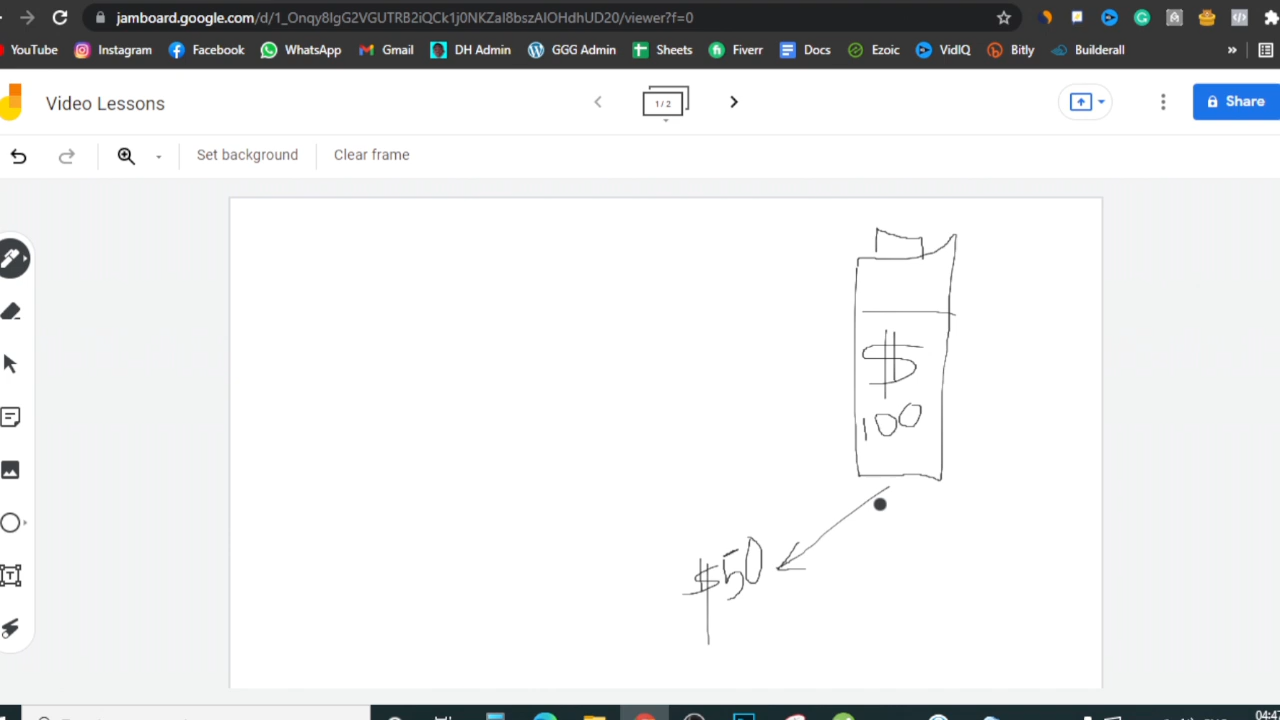 jamboard.google.com/d/1_Onqy8IgG2VGUTRB2iQCk1j0NKZaI8bszAIOHdhUD20/viewer?f=0
YouTube Instagram Facebook WhatsApp Gmail DH Admin GGG Admin Sheets Fiverr Docs Ezoic VidIQ Bitly Builderall »
Video Lessons
1 / 2
Share
Set background
Clear frame
$
100
$50